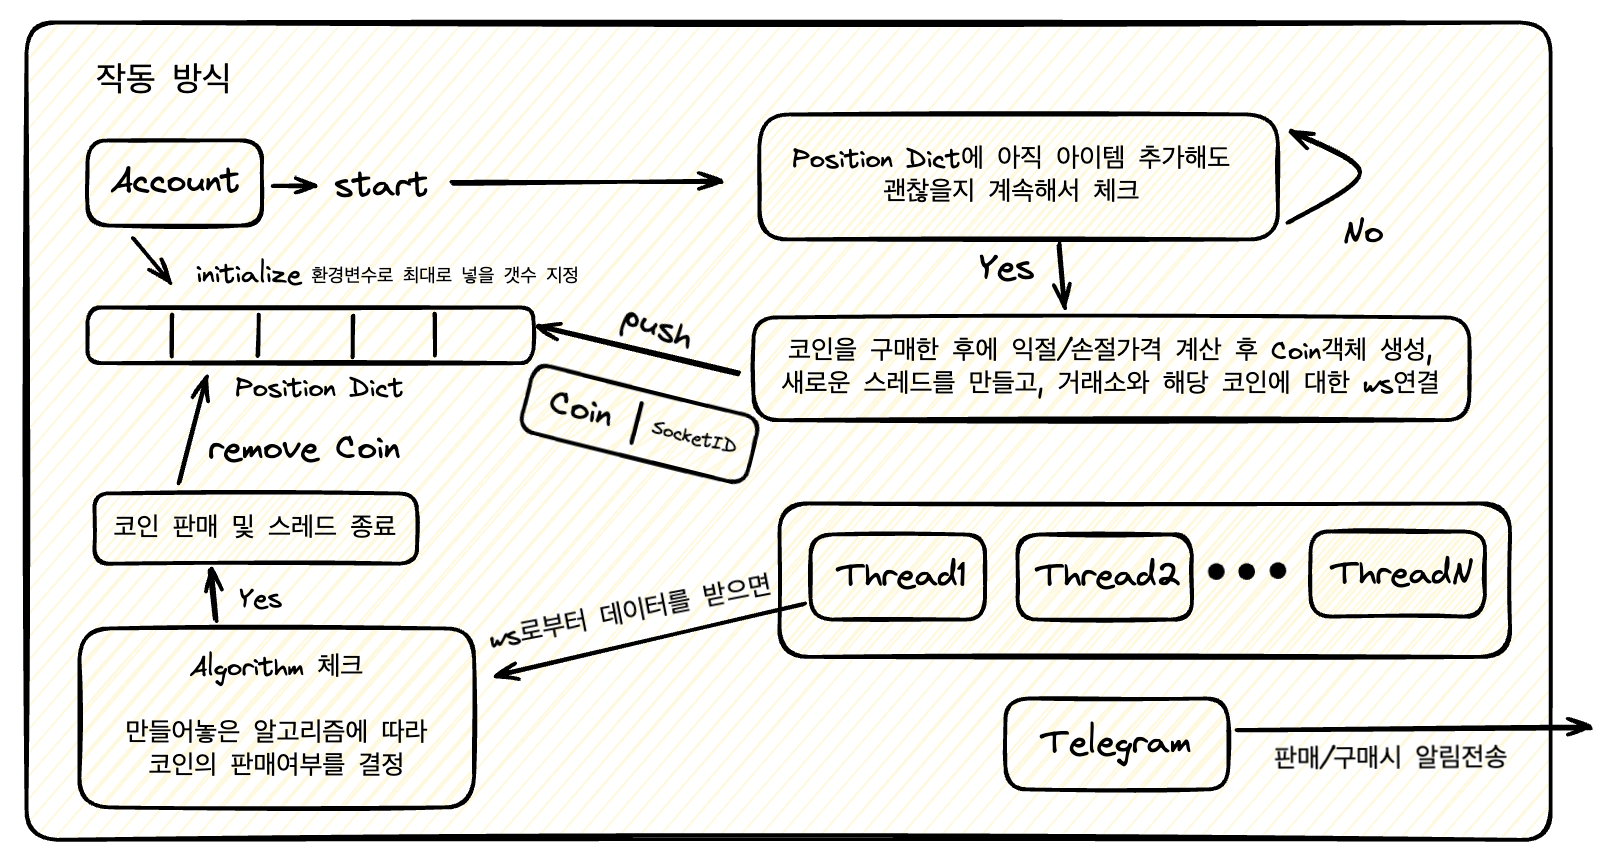 작동 방식
Account
start
Position Dict에 아직 아이템 추가해도
괜찮을지 계속해서 체크
No
Yes
initialize 환경변수로 최대로 넣을 갯수 지정
Position Dict
push
Coin
SocketID
코인을 구매한 후에 익절/손절가격 계산 후 Coin객체 생성,
새로운 스레드를 만들고, 거래소와 해당 코인에 대한 ws연결
remove Coin
코인 판매 및 스레드 종료
Yes
Thread1
Thread2
ThreadN
ws로부터 데이터를 받으면
Algorithm 체크
만들어놓은 알고리즘에 따라
코인의 판매여부를 결정
Telegram
판매/구매시 알림전송